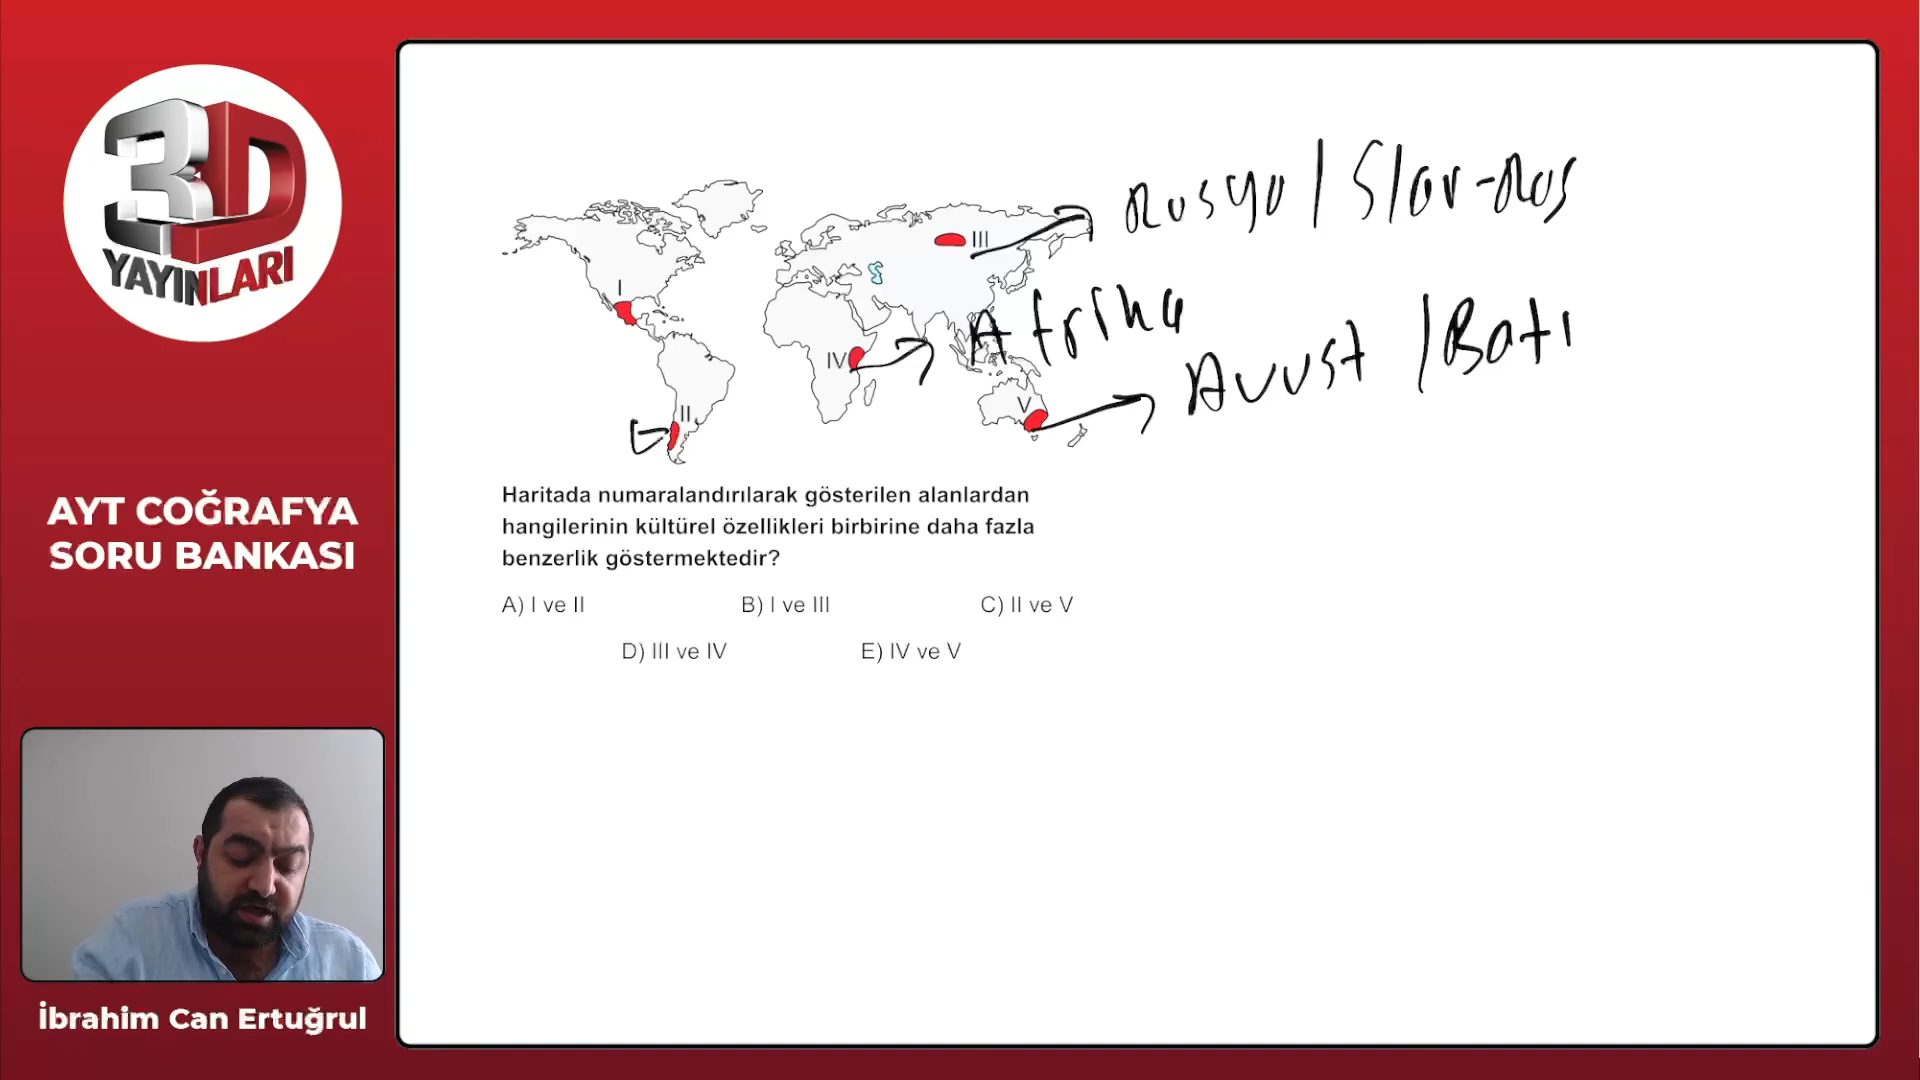 3D
YAYINLARI
AYT COĞRAFYA
SORU BANKASI
İbrahim Can Ertuğrul
Rusya / Slav-Rus
Afrika
Avust / Batı
I
II
III
IV
V
Haritada numaralandırılarak gösterilen alanlardan
hangilerinin kültürel özellikleri birbirine daha fazla
benzerlik göstermektedir?
A) I ve II B) I ve III C) II ve V
D) III ve IV E) IV ve V